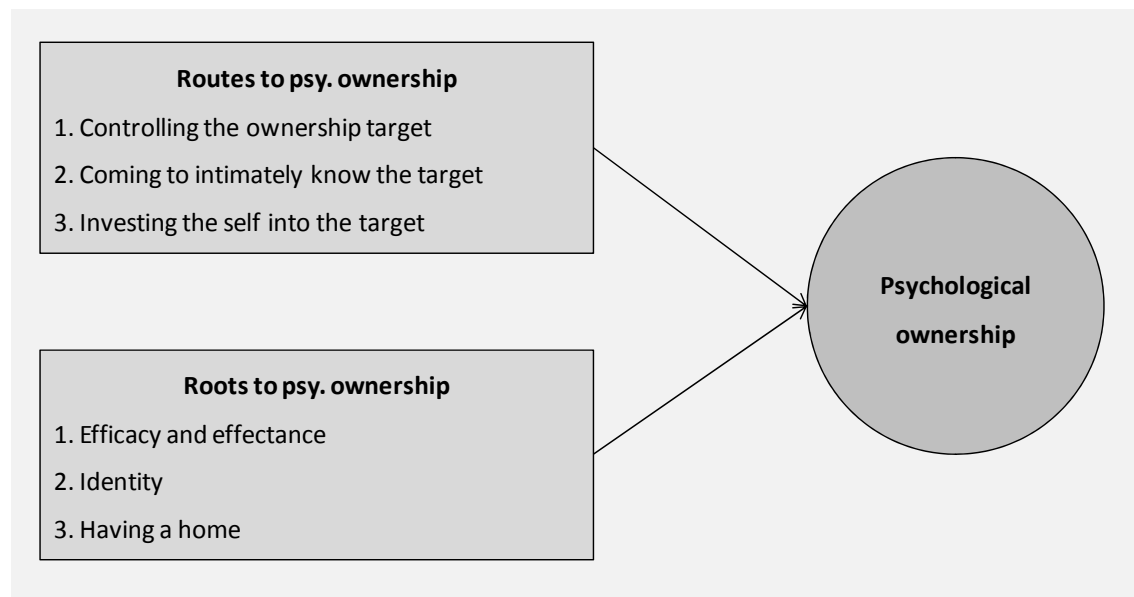 Routes to psy. ownership
1. Controlling the ownership target
2. Coming to intimately know the target
3. Investing the self into the target
Psychological
ownership
Roots to psy. ownership
1. Efficacy and effectance
2. Identity
3. Having a home